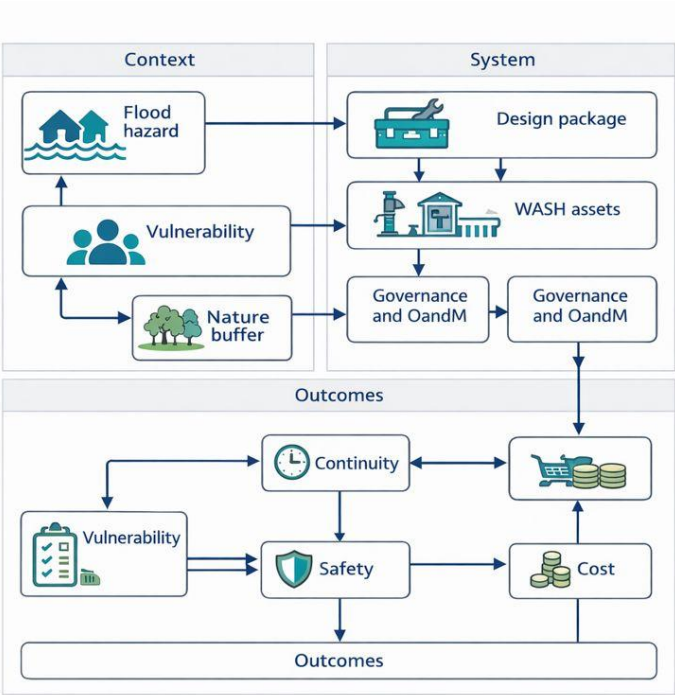 Context
System
Flood
hazard
Design package
Vulnerability
WASH assets
Nature
buffer
Governance
and OandM
Governance
and OandM
Outcomes
Continuity
Vulnerability
Safety
Cost
Outcomes